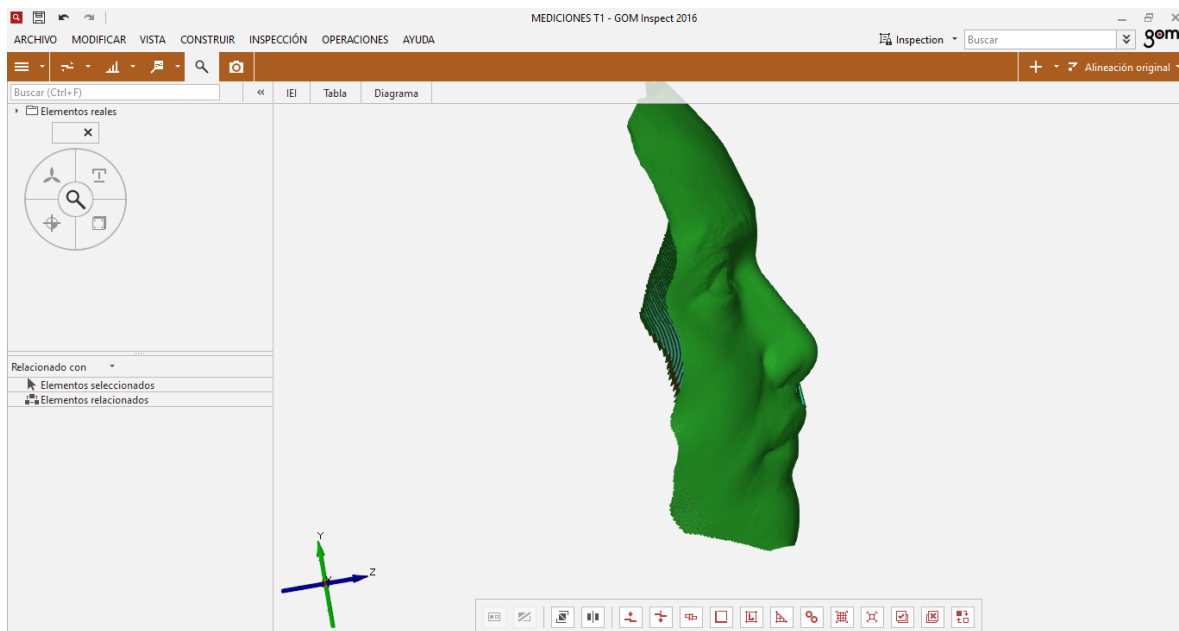 MEDICIONES T1 - GOM Inspect 2016
ARCHIVO MODIFICAR VISTA CONSTRUIR INSPECCIÓN OPERACIONES AYUDA
Inspection
Buscar
gom
Alineación original
Buscar (Ctrl+F)
IEI
Tabla
Diagrama
Elementos reales
Relacionado con
Elementos seleccionados
Elementos relacionados
Y
Z